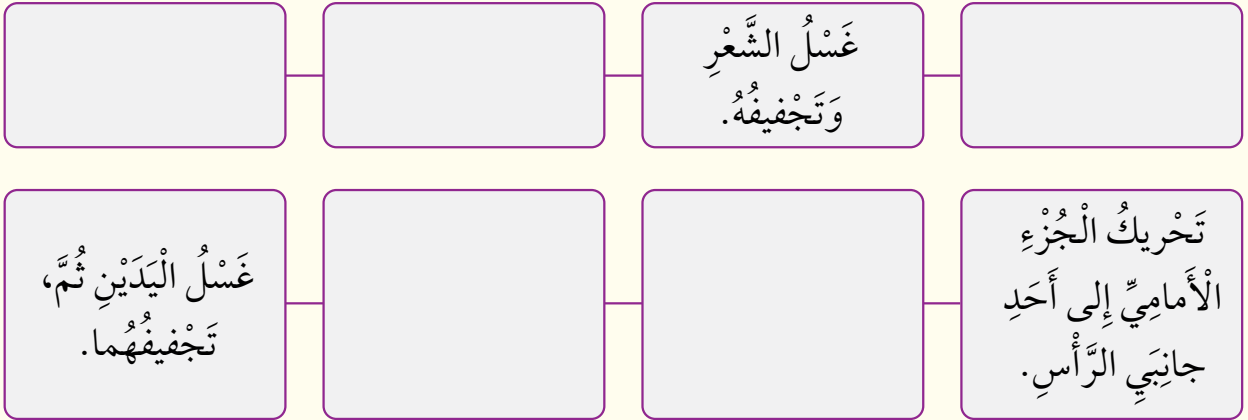 غَسْلُ الشَّعْرِ
وَتَجْفيفُهُ.
تَحْريكُ الْجُزْءِ
الْأَمامِيِّ إِلى أَحَدِ
جانِبَيِ الرَّأْسِ.
غَسْلُ الْيَدَيْنِ ثُمَّ،
تَجْفيفُهُما.